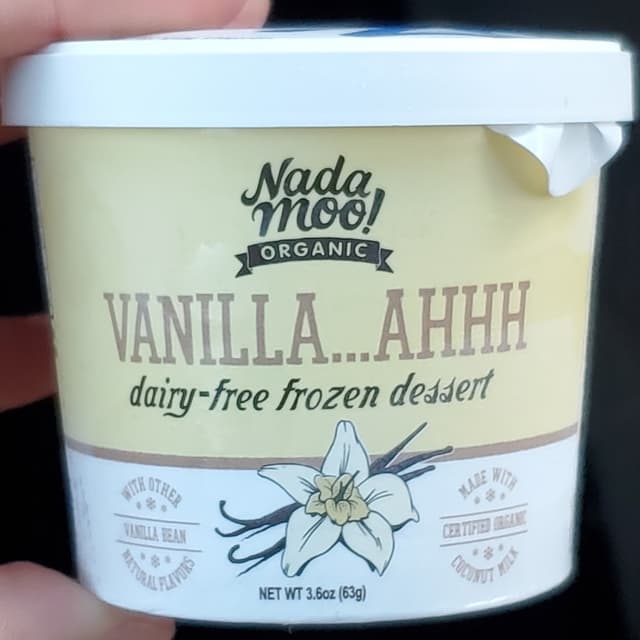 Nada
moo!
ORGANIC
VANILLA...AHHH
dairy-free frozen dessert
WITH OTHER
VANILLA BEAN
NATURAL FLAVORS
MADE WITH
CERTIFIED ORGANIC
COCONUT MILK
NET WT 3.6oz (63g)